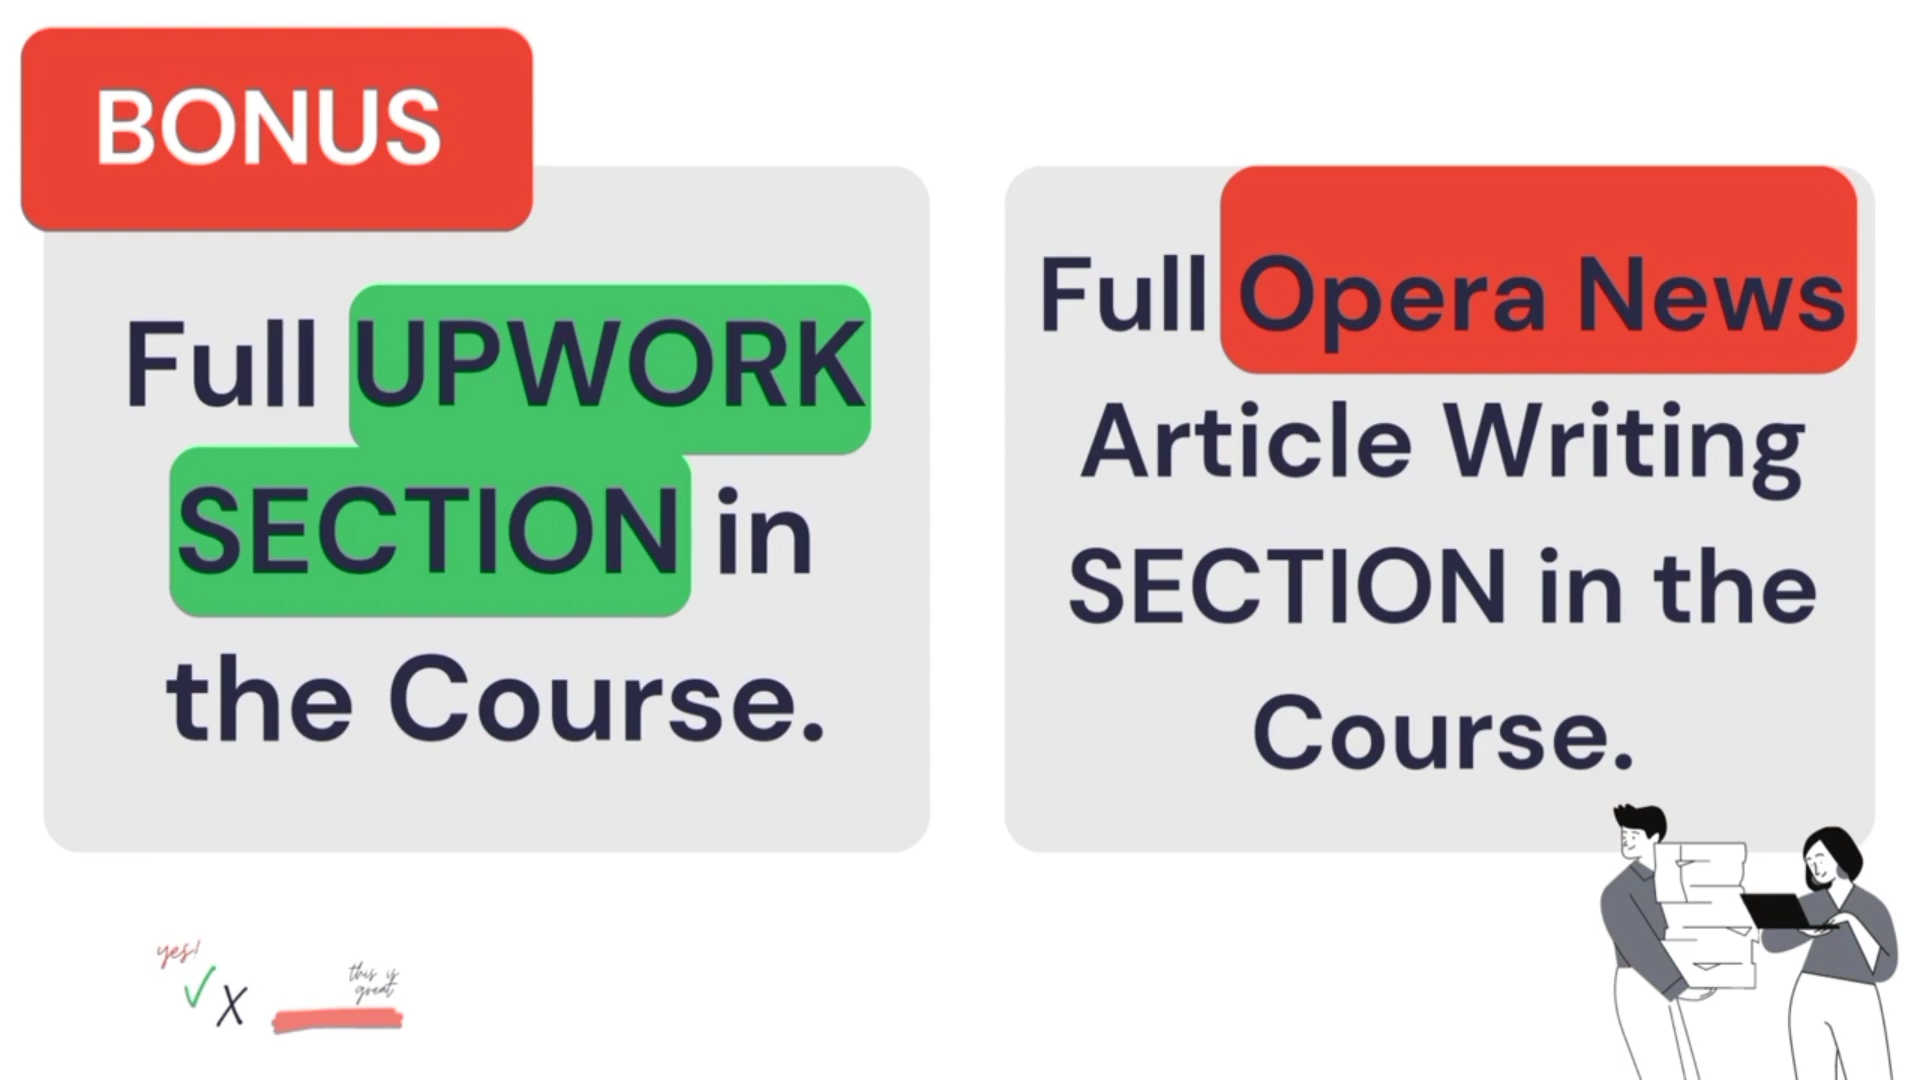 BONUS
Full UPWORK
SECTION in
the Course.
Full Opera News
Article Writing
SECTION in the
Course.
yes!
this is
great